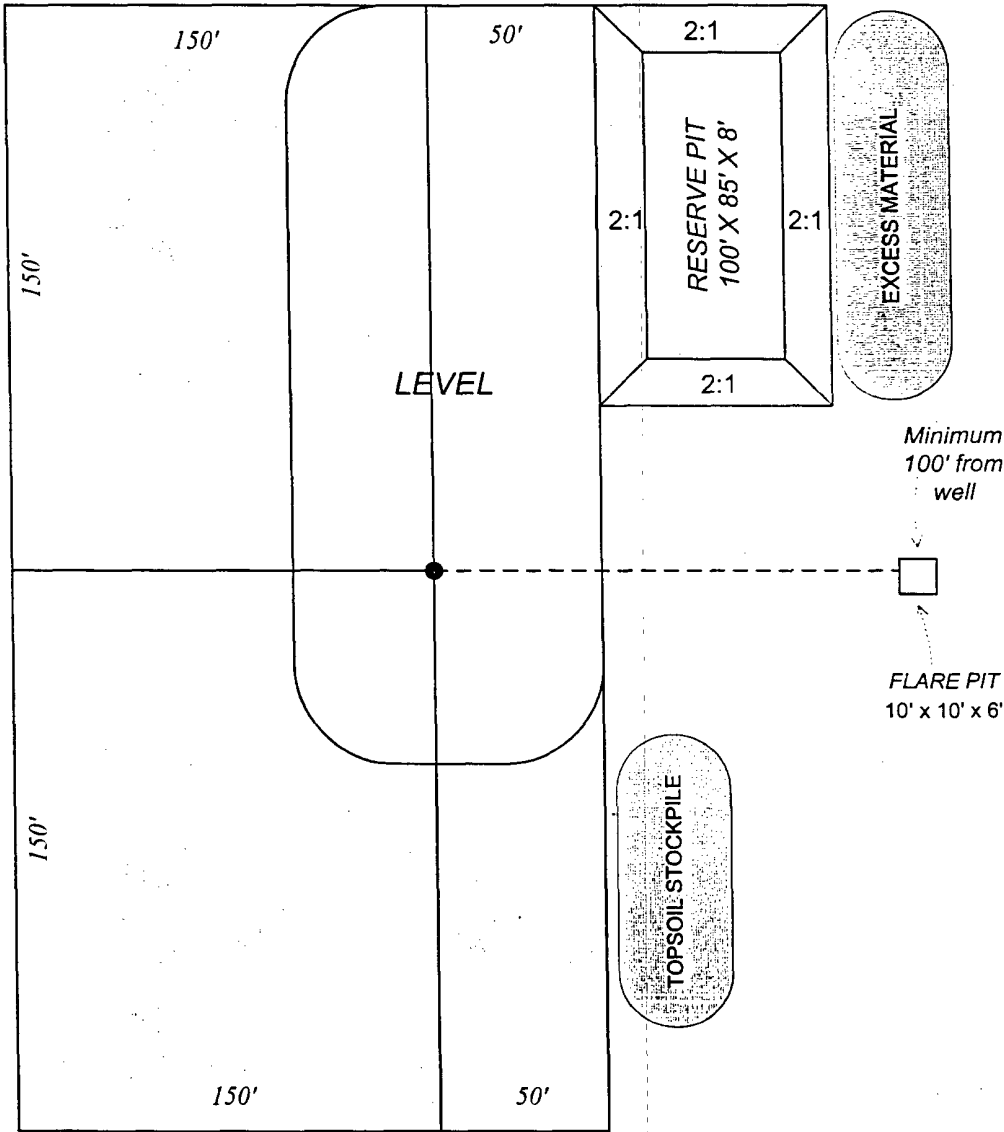 150'
50'
2:1
RESERVE PIT
100' X 85' X 8'
2:1
2:1
2:1
EXCESS MATERIAL
150'
LEVEL
Minimum
100' from
well
FLARE PIT
10' x 10' x 6'
TOPSOIL STOCKPILE
150'
150'
50'